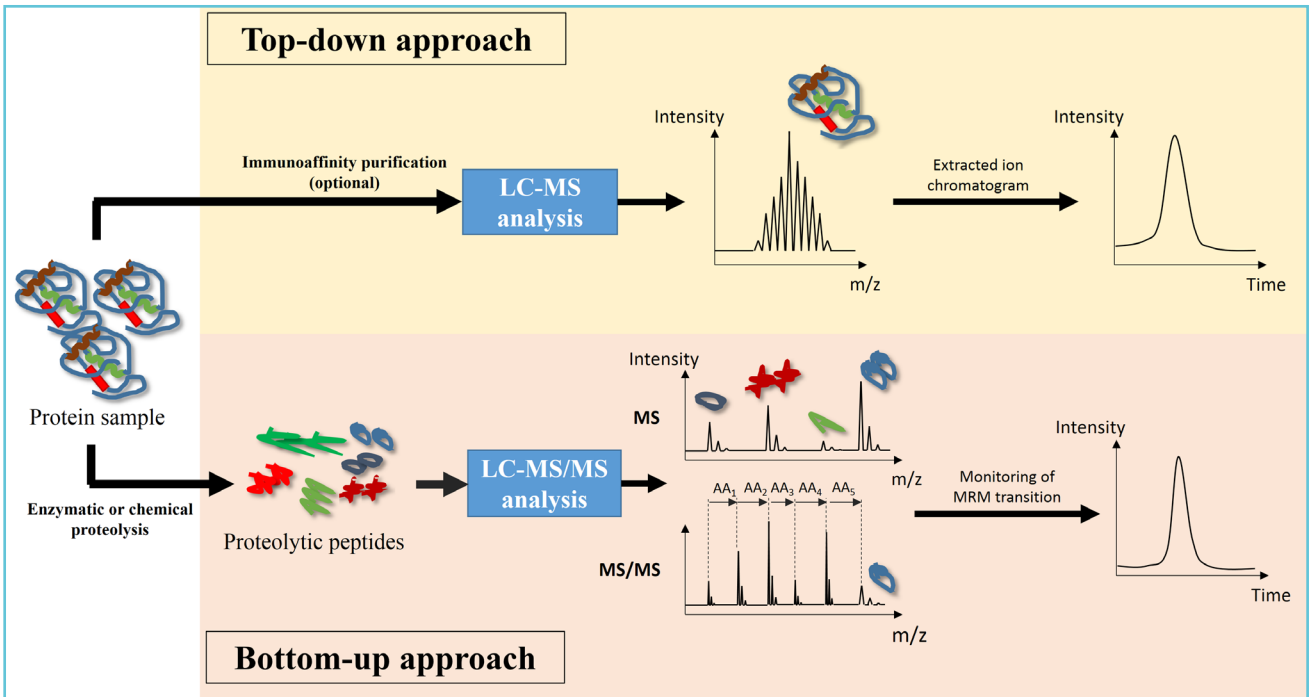 Top-down approach
Immunoaffinity purification
(optional)
LC-MS
analysis
Intensity
m/z
Extracted ion
chromatogram
Intensity
Time
Protein sample
Enzymatic or chemical
proteolysis
Proteolytic peptides
LC-MS/MS
analysis
Intensity
MS
m/z
AA₁ AA₂ AA₃ AA₄ AA₅
MS/MS
m/z
Monitoring of
MRM transition
Intensity
Time
Bottom-up approach